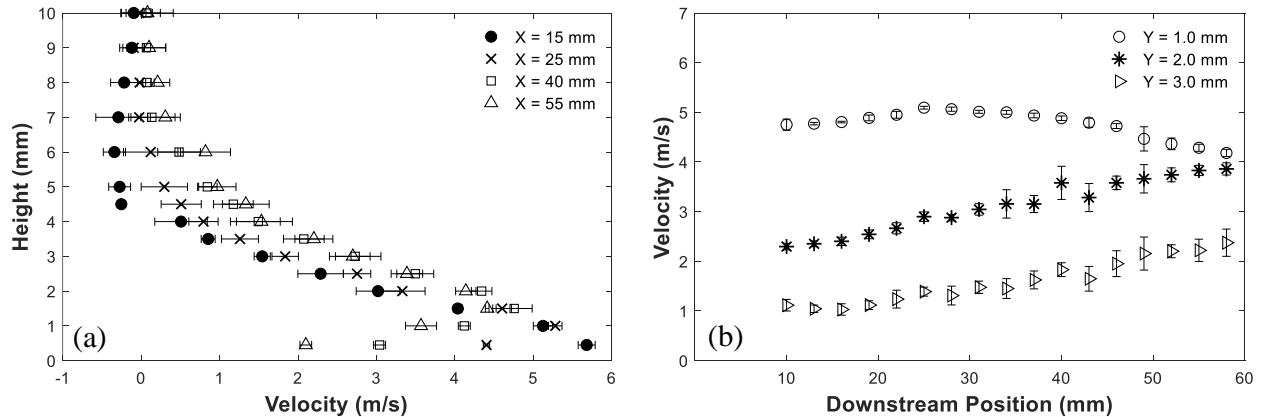 10
9
8
7
6
5
4
3
2
1
0
Height (mm)
X = 15 mm
X = 25 mm
X = 40 mm
X = 55 mm
(a)
-1 0 1 2 3 4 5 6
Velocity (m/s)
7
6
5
4
3
2
1
0
Velocity (m/s)
Y = 1.0 mm
Y = 2.0 mm
Y = 3.0 mm
(b)
10 20 30 40 50 60
Downstream Position (mm)